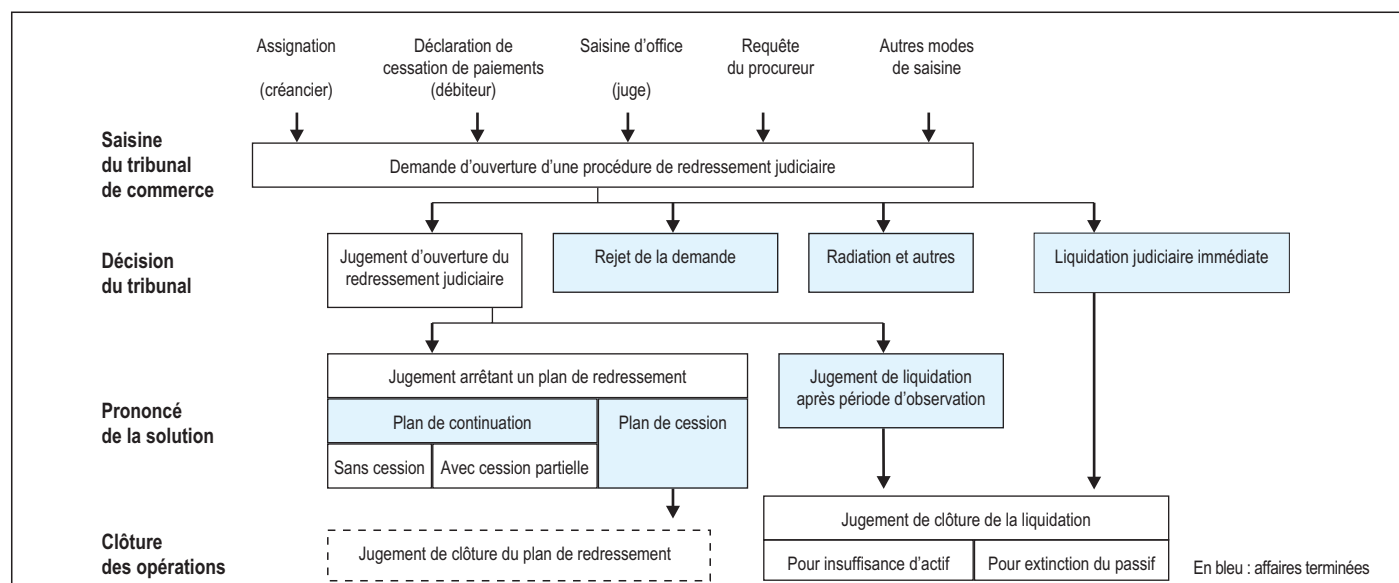 Assignation
(créancier)
Déclaration de
cessation de paiements
(débiteur)
Saisine d'office
(juge)
Requête
du procureur
Autres modes
de saisine
Saisine
du tribunal
de commerce
Demande d'ouverture d'une procédure de redressement judiciaire
Décision
du tribunal
Jugement d'ouverture du
redressement judiciaire
Rejet de la demande
Radiation et autres
Liquidation judiciaire immédiate
Prononcé
de la solution
Jugement arrêtant un plan de redressement
Plan de continuation
Plan de cession
Sans cession
Avec cession partielle
Jugement de liquidation
après période d'observation
Clôture
des opérations
Jugement de clôture du plan de redressement
Jugement de clôture de la liquidation
Pour insuffisance d'actif
Pour extinction du passif
En bleu : affaires terminées